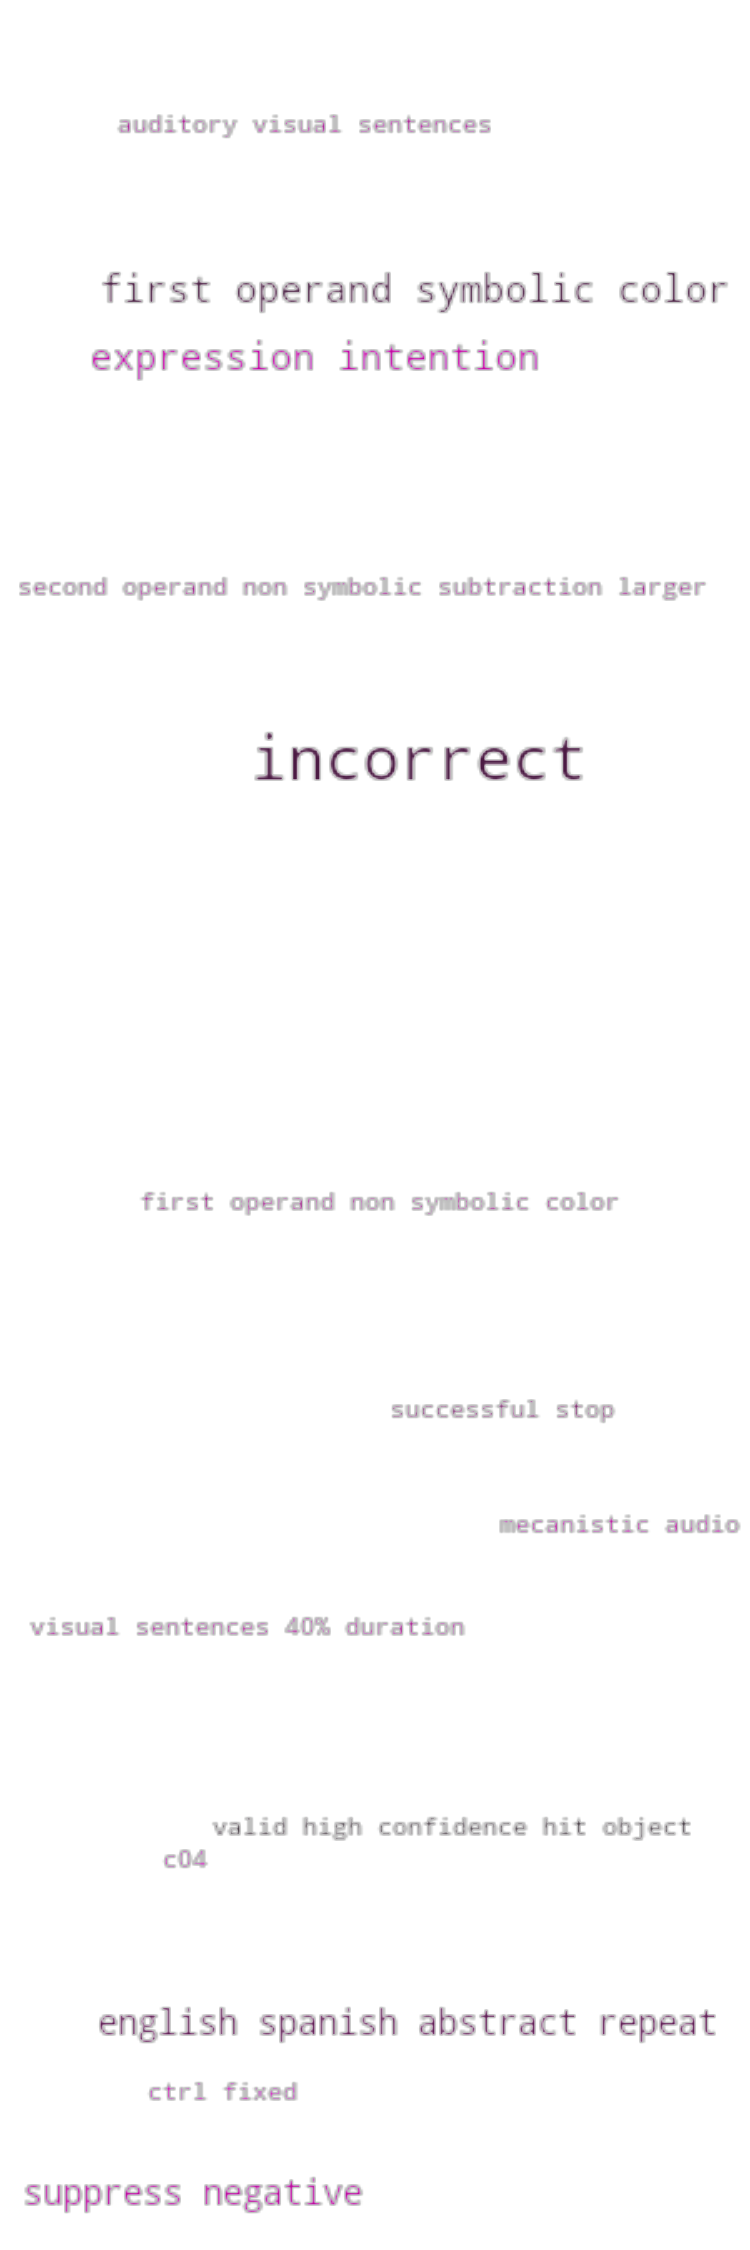 auditory visual sentences
first operand symbolic color
expression intention
second operand non symbolic subtraction larger
incorrect
first operand non symbolic color
successful stop
mecanistic audio
visual sentences 40% duration
valid high confidence hit object
c04
english spanish abstract repeat
ctrl fixed
suppress negative